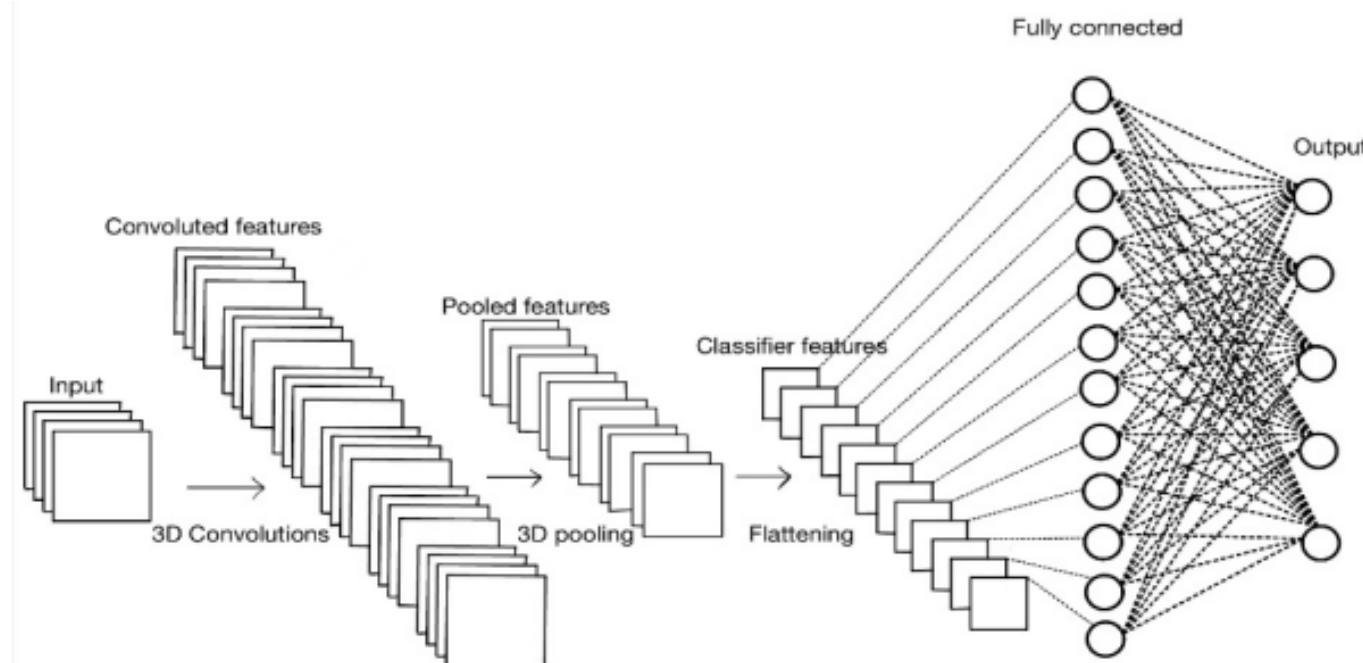 Fully connected
Output
Convoluted features
Pooled features
Classifier features
Input
3D Convolutions
3D pooling
Flattening